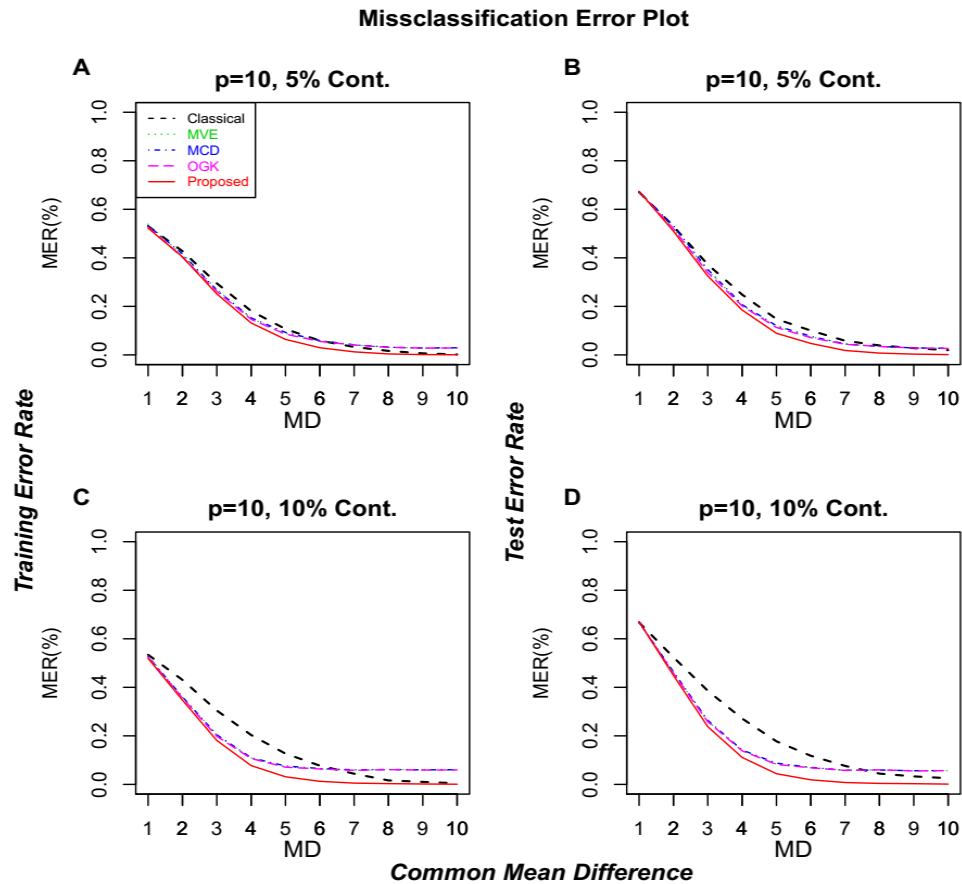 Missclassification Error Plot
A
p=10, 5% Cont.
1.0
0.8
0.6
0.4
0.2
0.0
MER(%)
Classical
MVE
MCD
OGK
Proposed
1 2 3 4 5 6 7 8 9 10
MD
B
p=10, 5% Cont.
1.0
0.8
0.6
0.4
0.2
0.0
MER(%)
1 2 3 4 5 6 7 8 9 10
MD
Training Error Rate
Test Error Rate
C
p=10, 10% Cont.
1.0
0.8
0.6
0.4
0.2
0.0
MER(%)
1 2 3 4 5 6 7 8 9 10
MD
D
p=10, 10% Cont.
1.0
0.8
0.6
0.4
0.2
0.0
MER(%)
1 2 3 4 5 6 7 8 9 10
MD
Common Mean Difference